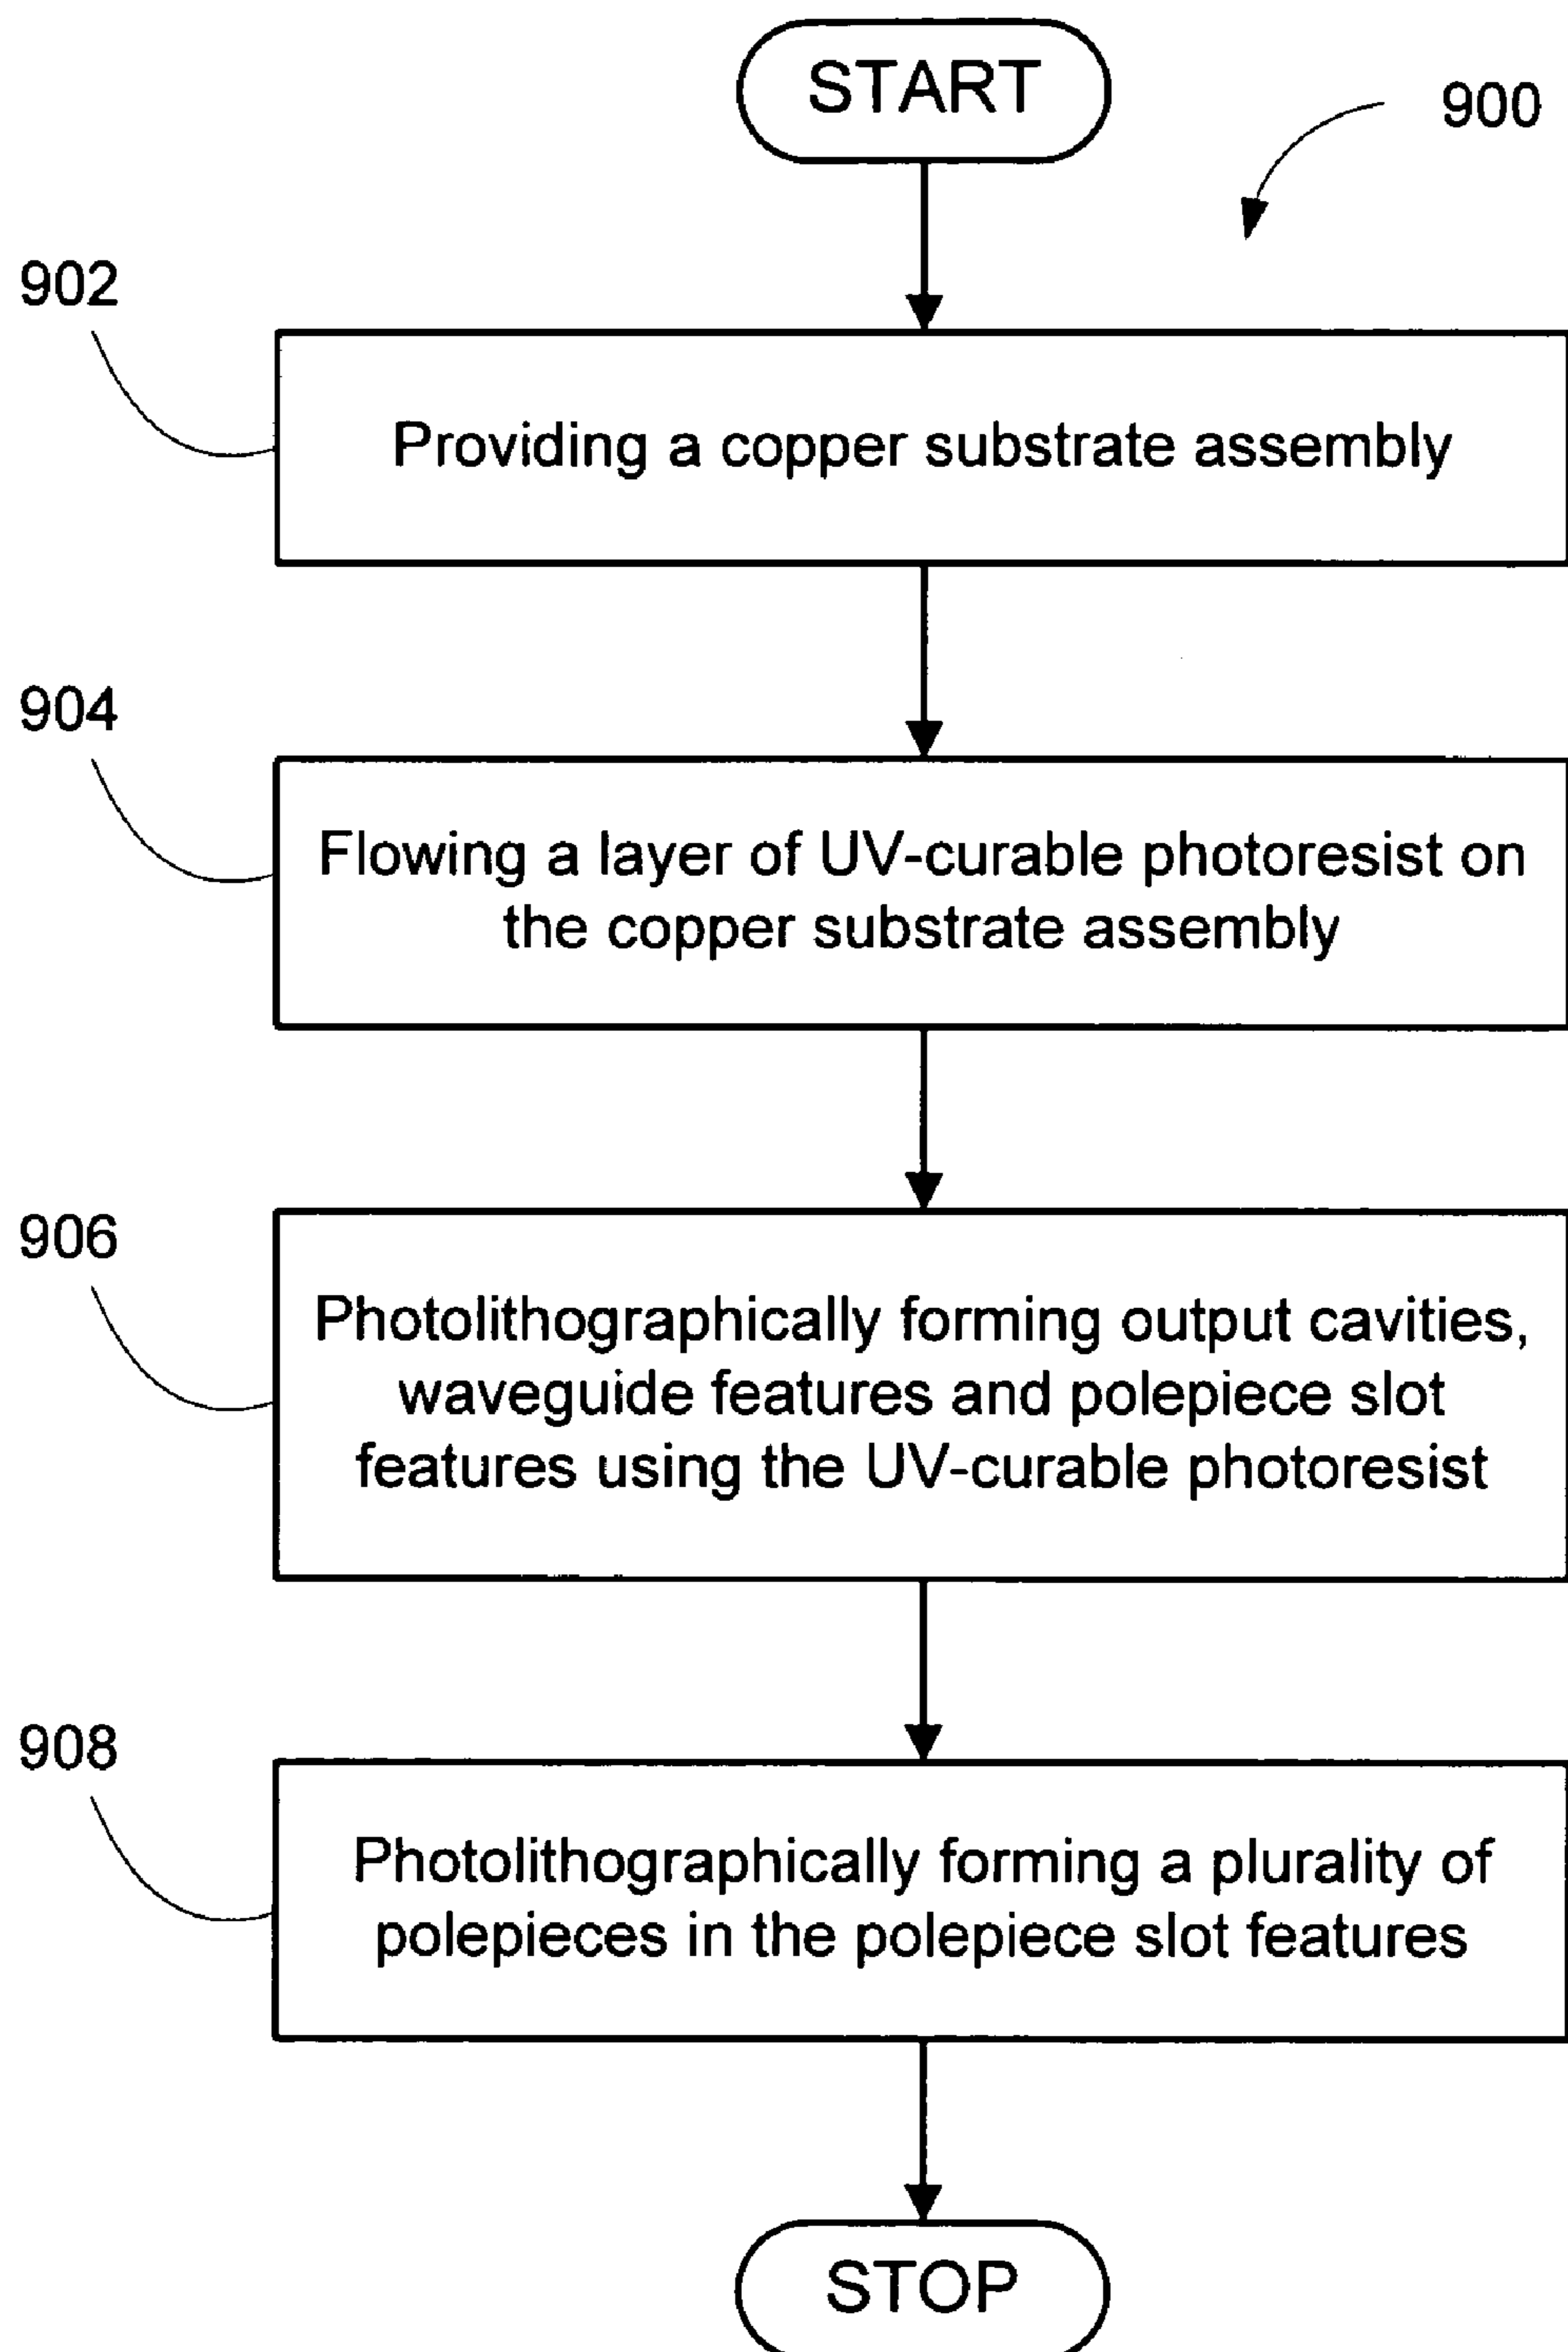 START
900
902
Providing a copper substrate assembly
904
Flowing a layer of UV-curable photoresist on
the copper substrate assembly
906
Photolithographically forming output cavities,
waveguide features and polepiece slot
features using the UV-curable photoresist
908
Photolithographically forming a plurality of
polepieces in the polepiece slot features
STOP